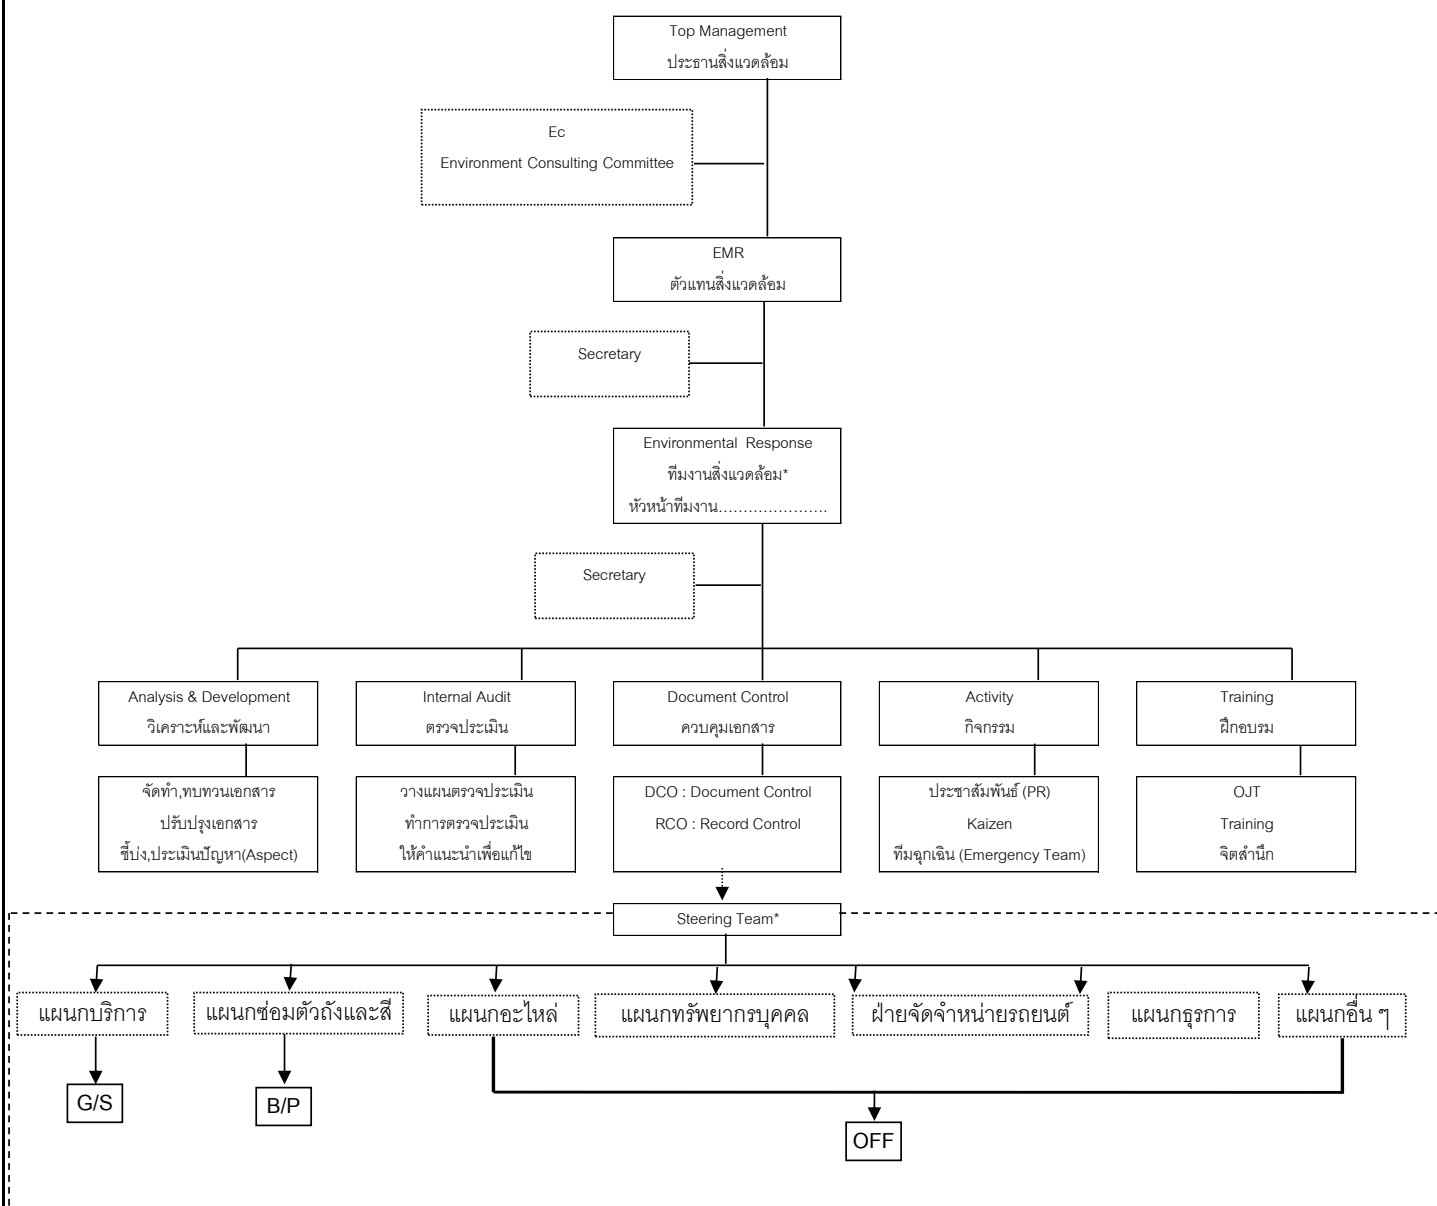 Top Management
ประธานสิ่งแวดล้อม
Ec
Environment Consulting Committee
EMR
ตัวแทนสิ่งแวดล้อม
Secretary
Environmental Response
ทีมงานสิ่งแวดล้อม*
หัวหน้าทีมงาน......................
Secretary
Analysis & Development
วิเคราะห์และพัฒนา
Internal Audit
ตรวจประเมิน
Document Control
ควบคุมเอกสาร
Activity
กิจกรรม
Training
ฝึกอบรม
จัดทำ,ทบทวนเอกสาร
ปรับปรุงเอกสาร
ชี้บ่ง,ประเมินปัญหา(Aspect)
วางแผนตรวจประเมิน
ทำการตรวจประเมิน
ให้คำแนะนำเพื่อแก้ไข
DCO : Document Control
RCO : Record Control
ประชาสัมพันธ์ (PR)
Kaizen
ทีมฉุกเฉิน (Emergency Team)
OJT
Training
จิตสำนึก
Steering Team*
แผนกบริการ
แผนกซ่อมตัวถังและสี
แผนกอะไหล่
แผนกทรัพยากรบุคคล
ฝ่ายจัดจำหน่ายรถยนต์
แผนกธุรการ
แผนกอื่น ๆ
G/S
B/P
OFF